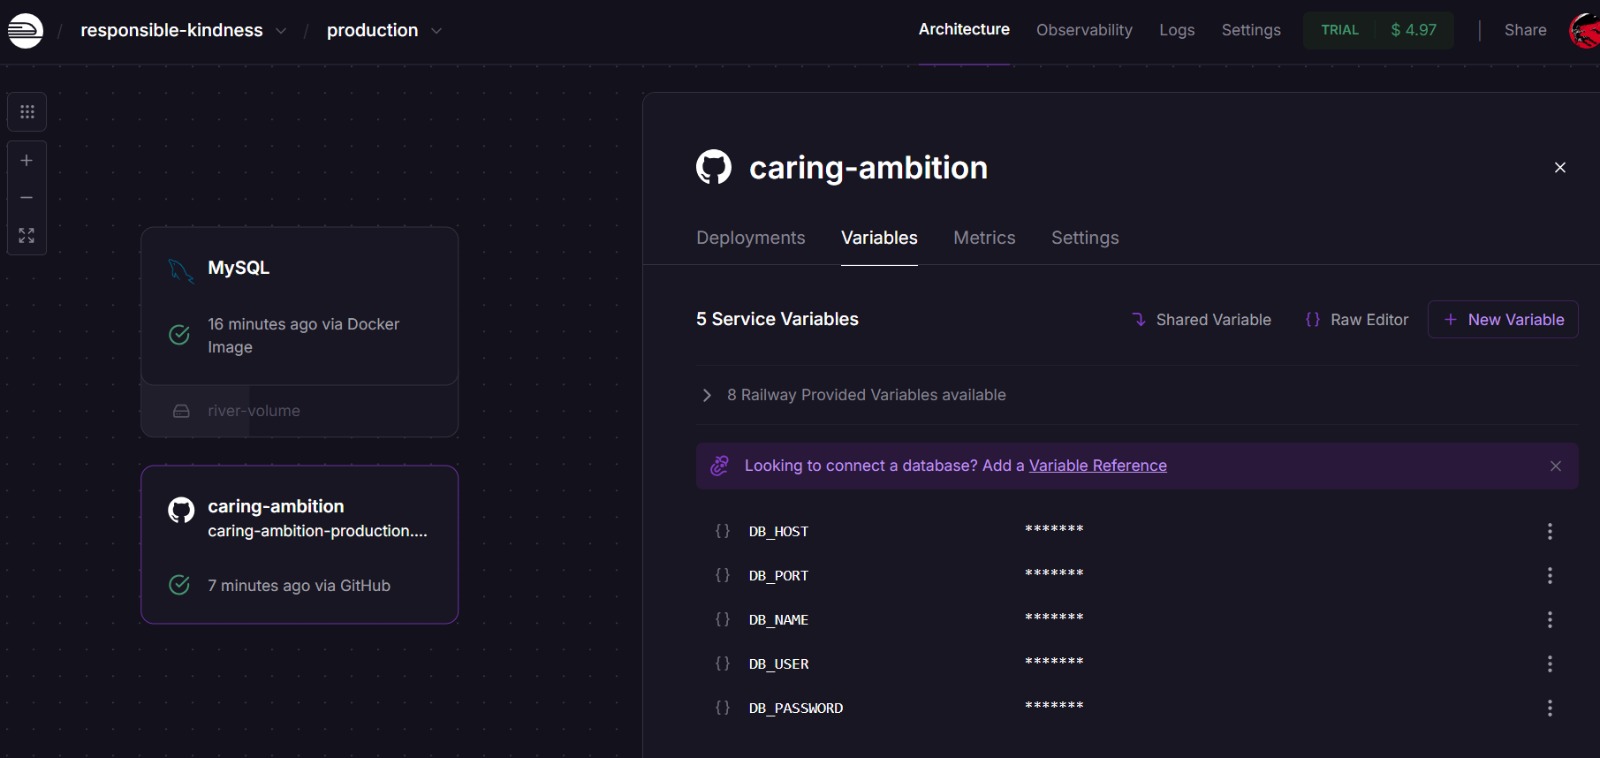 / responsible-kindness / production
Architecture Observability Logs Settings TRIAL $ 4.97 Share
MySQL
16 minutes ago via Docker
Image
river-volume
caring-ambition
caring-ambition-production....
7 minutes ago via GitHub
caring-ambition
Deployments Variables Metrics Settings
5 Service Variables Shared Variable {} Raw Editor + New Variable
8 Railway Provided Variables available
Looking to connect a database? Add a Variable Reference
{} DB_HOST *******
{} DB_PORT *******
{} DB_NAME *******
{} DB_USER *******
{} DB_PASSWORD *******